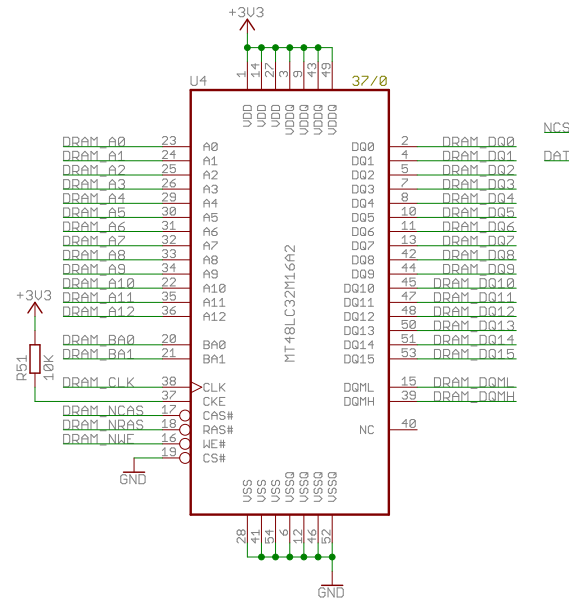 +3V3
U4
37/0
1 14 27 3 9 43 49
VDD VDD VDD VDDQ VDDQ VDDQ VDDQ
NCS
DRAM_A0 23 A0 DQ0 2 DRAM_DQ0
DRAM_A1 24 A1 DQ1 4 DRAM_DQ1 DAT
DRAM_A2 25 A2 DQ2 5 DRAM_DQ2
DRAM_A3 26 A3 DQ3 7 DRAM_DQ3
DRAM_A4 29 A4 DQ4 8 DRAM_DQ4
DRAM_A5 30 A5 DQ5 10 DRAM_DQ5
DRAM_A6 31 A6 DQ6 11 DRAM_DQ6
DRAM_A7 32 A7 DQ7 13 DRAM_DQ7
DRAM_A8 33 A8 DQ8 42 DRAM_DQ8
DRAM_A9 34 A9 DQ9 44 DRAM_DQ9
DRAM_A10 22 A10 DQ10 45 DRAM_DQ10
DRAM_A11 35 A11 DQ11 47 DRAM_DQ11
DRAM_A12 36 A12 DQ12 48 DRAM_DQ12
DQ13 50 DRAM_DQ13
DRAM_BA0 20 BA0 DQ14 51 DRAM_DQ14
DRAM_BA1 21 BA1 DQ15 53 DRAM_DQ15
+3V3
R51
10K
MT48LC32M16A2
DRAM_CLK 38 CLK DQML 15 DRAM_DQML
37 CKE DQMH 39 DRAM_DQMH
DRAM_NCAS 17 CAS#
DRAM_NRAS 18 RAS# NC 40
DRAM_NWE 16 WE#
19 CS#
GND
VSS VSS VSS VSSQ VSSQ VSSQ VSSQ
28 41 54 6 12 46 52
GND